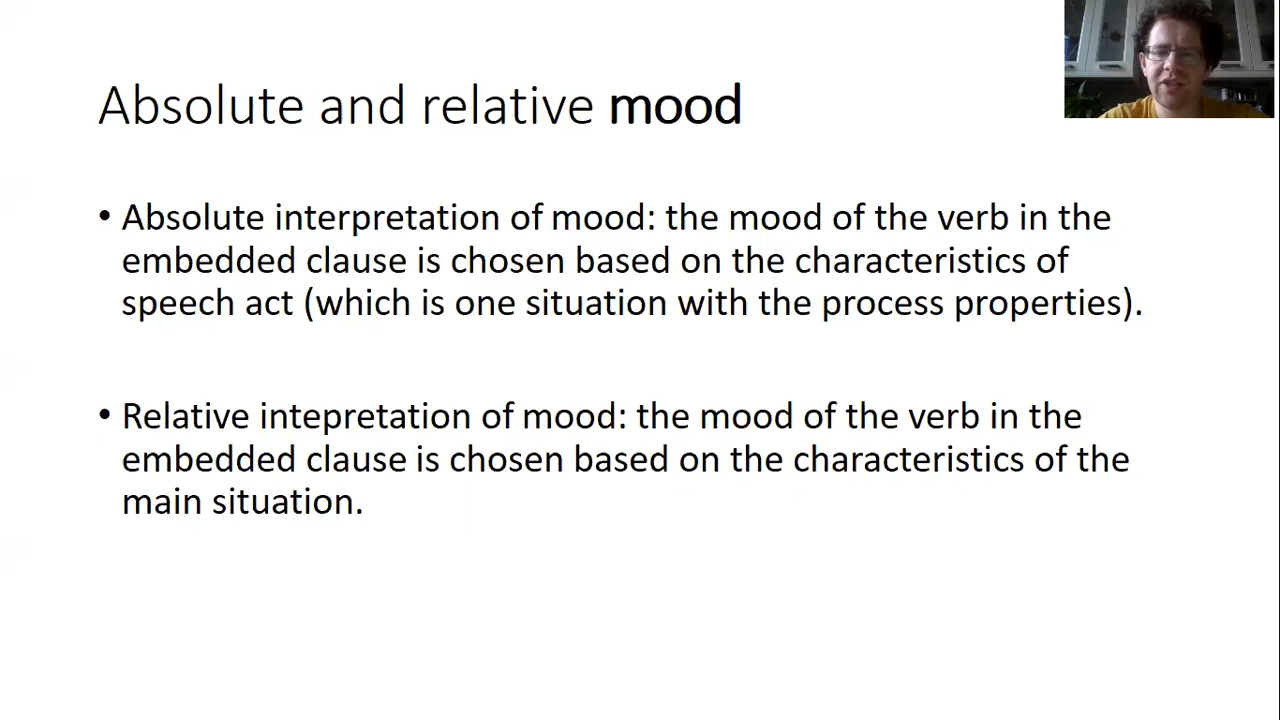 Absolute and relative mood
• Absolute interpretation of mood: the mood of the verb in the
embedded clause is chosen based on the characteristics of
speech act (which is one situation with the process properties).
• Relative intepretation of mood: the mood of the verb in the
embedded clause is chosen based on the characteristics of the
main situation.